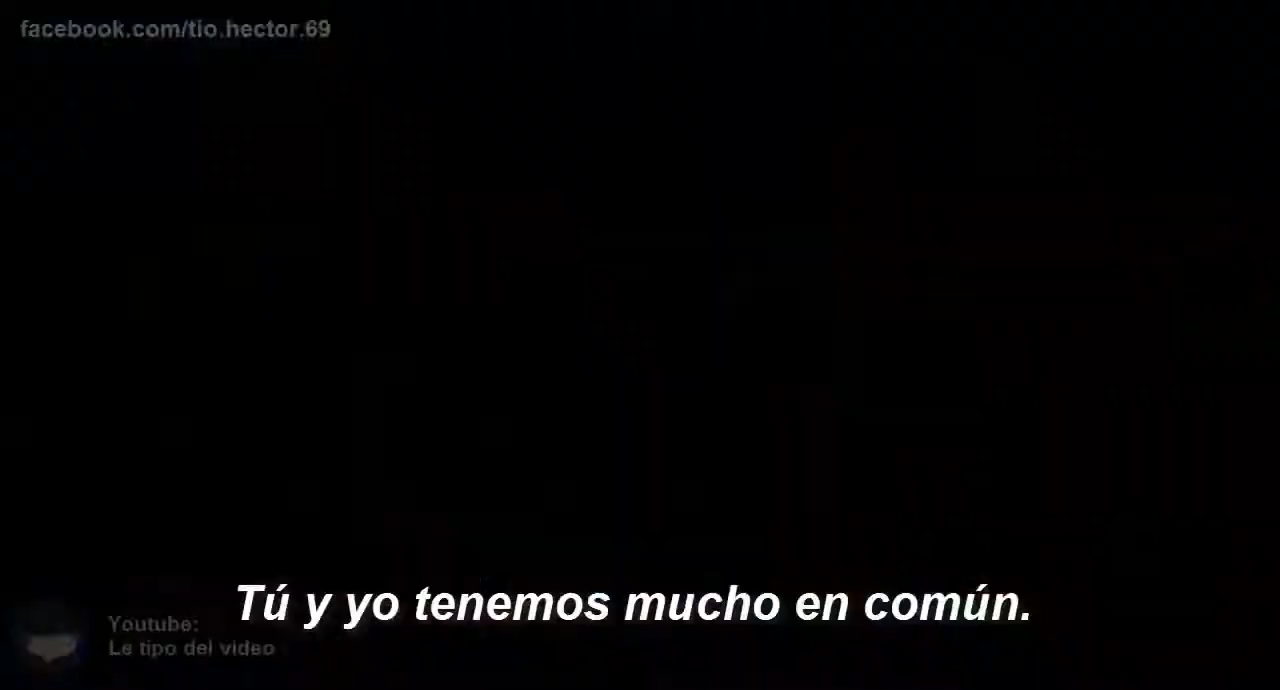 facebook.com/tio.hector.69
Tú y yo tenemos mucho en común.
Youtube:
Le tipo del video